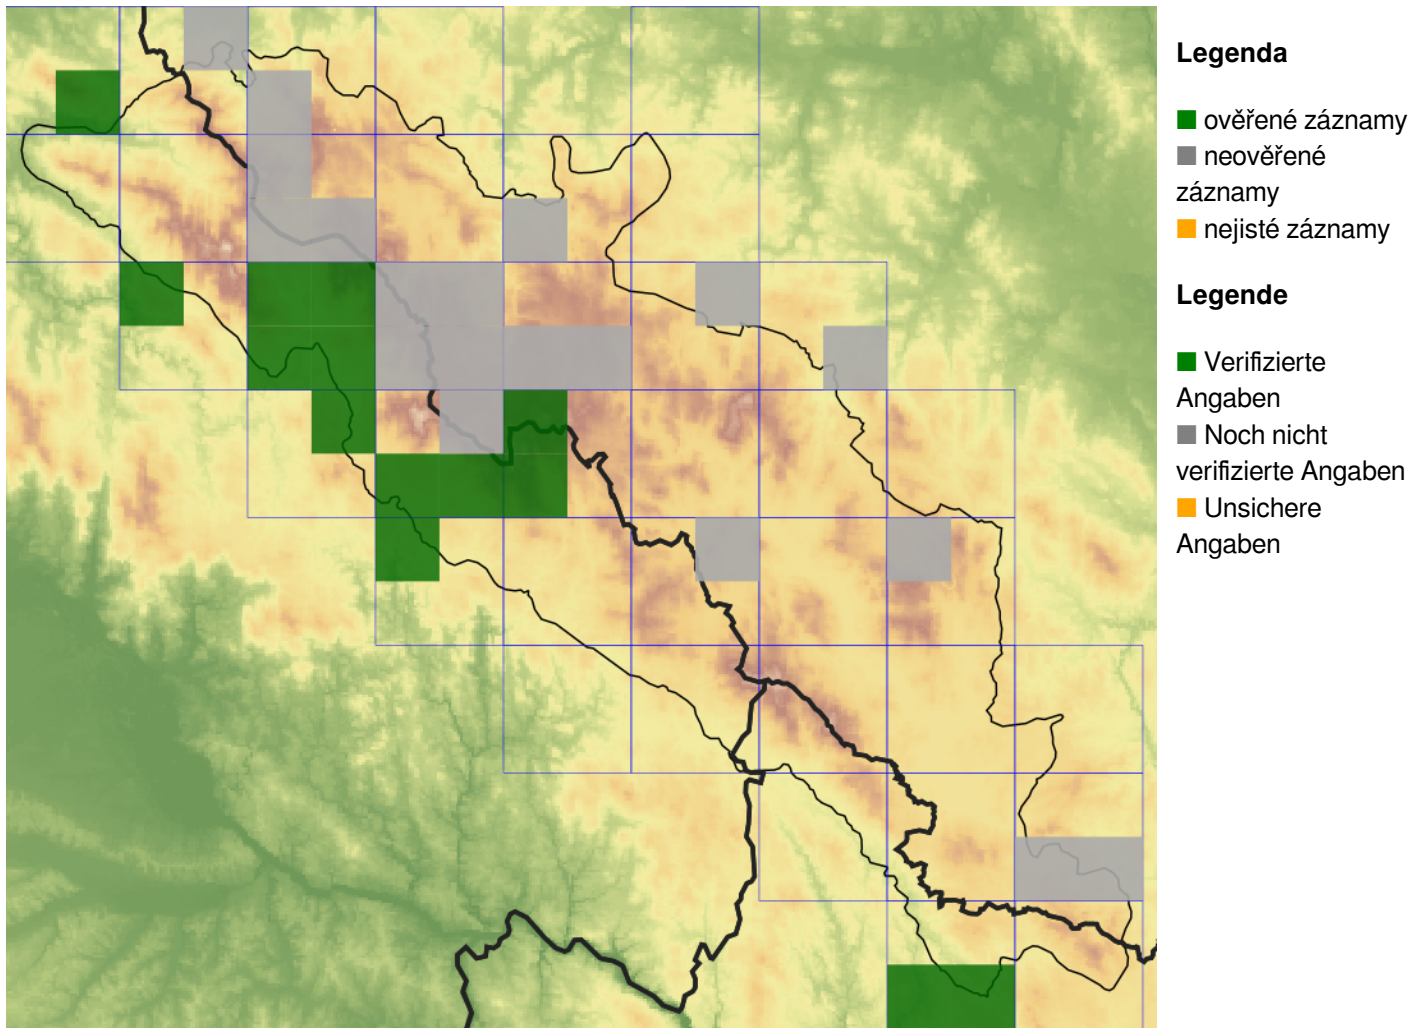 Legenda
ověřené záznamy
neověřené
záznamy
nejisté záznamy
Legende
Verifizierte
Angaben
Noch nicht
verifizierte Angaben
Unsichere
Angaben